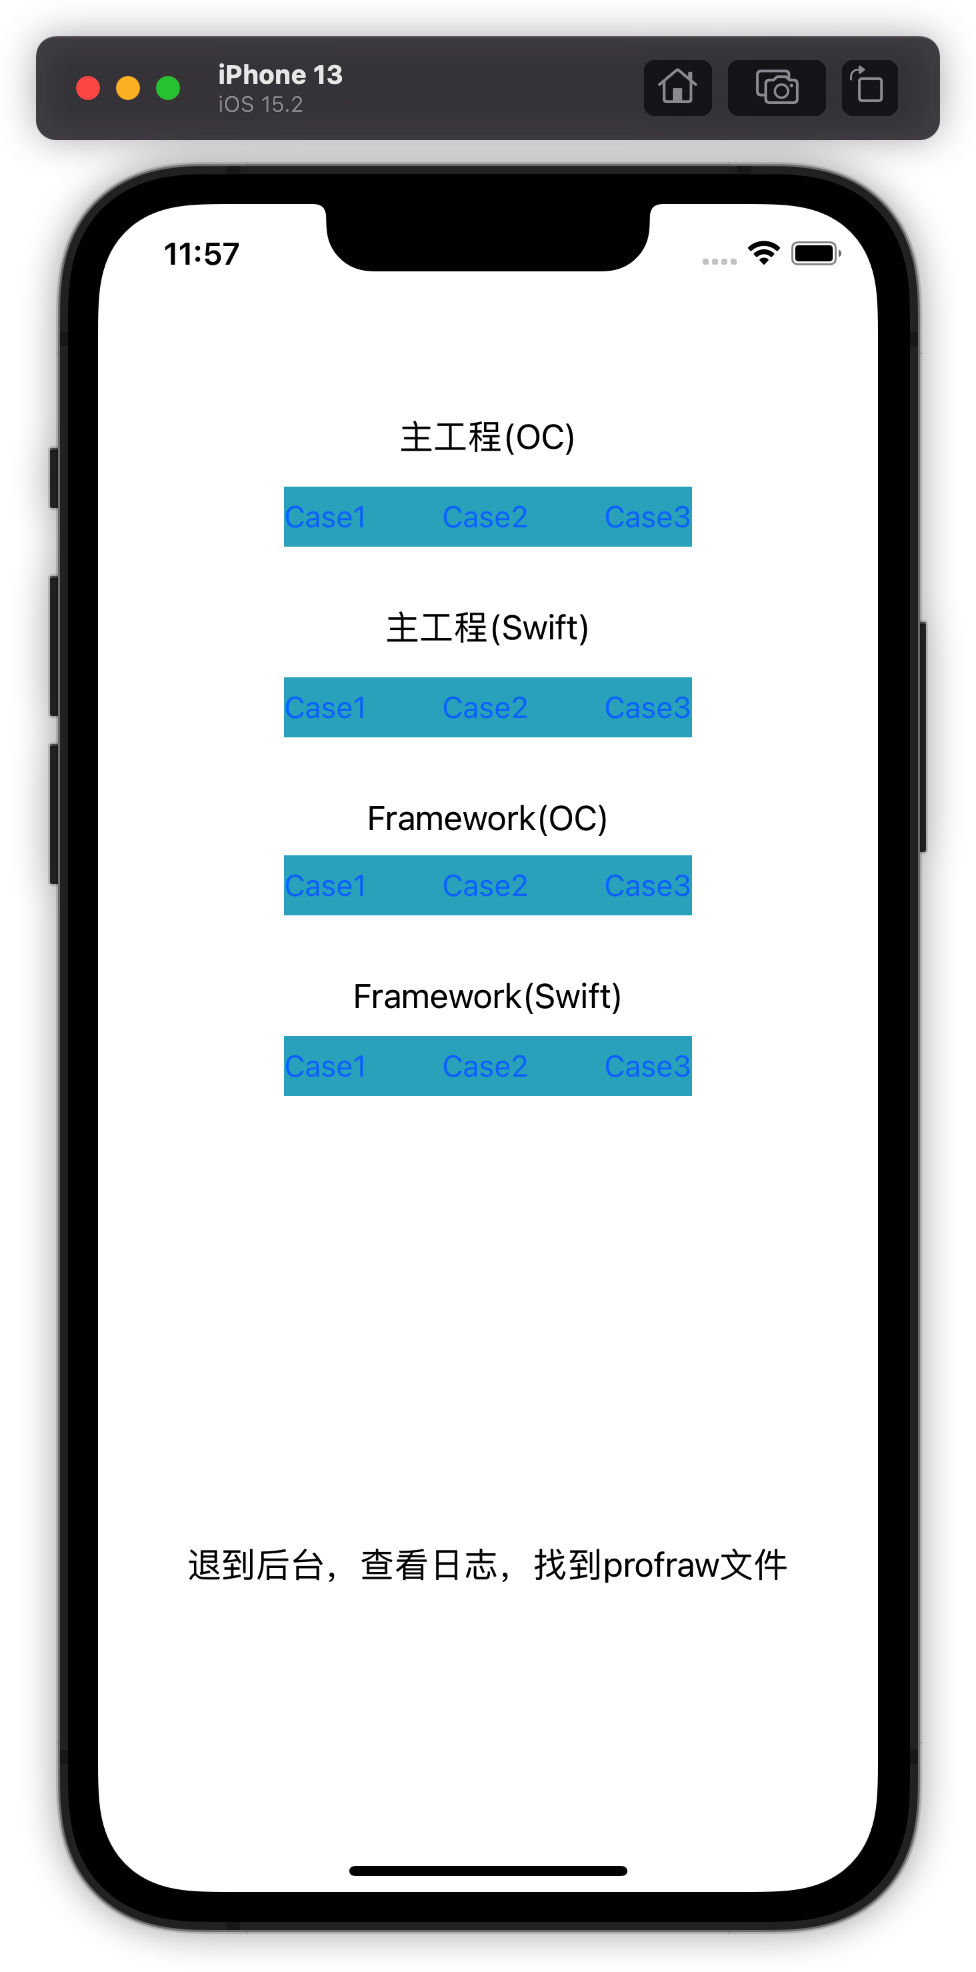 iPhone 13
iOS 15.2
11:57
主工程(OC)
Case1 Case2 Case3
主工程(Swift)
Case1 Case2 Case3
Framework(OC)
Case1 Case2 Case3
Framework(Swift)
Case1 Case2 Case3
退到后台，查看日志，找到profraw文件